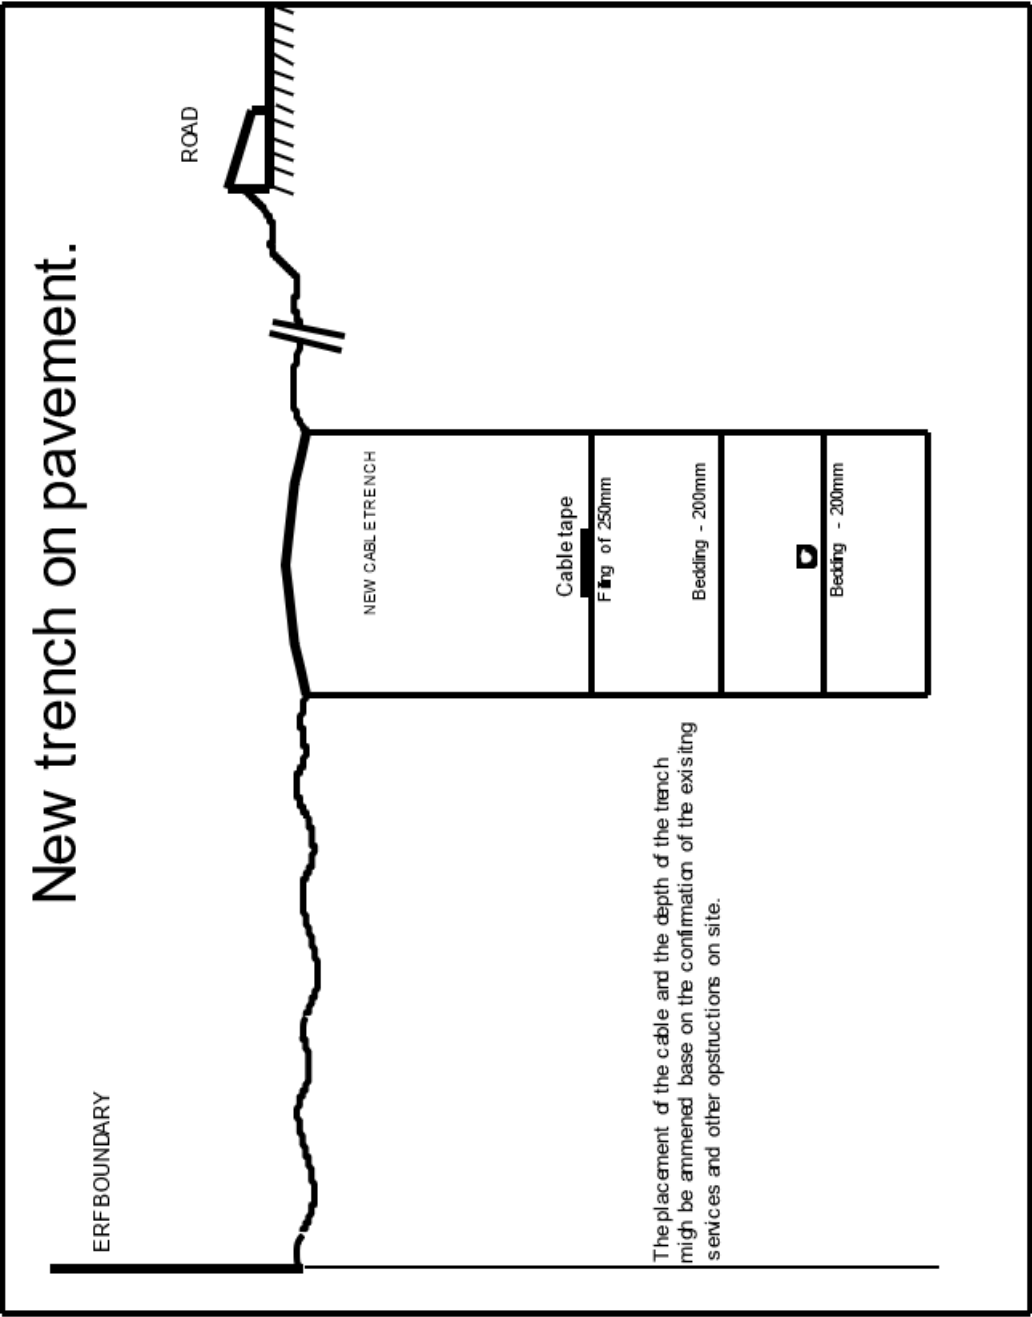 New trench on pavement.
ERF BOUNDARY
ROAD
NEW CABLE TRENCH
Cable tape
Filling of 250mm
Bedding - 200mm
Bedding - 200mm
The placement of the cable and the depth of the trench
migh be ammened base on the confirmation of the exisitng
services and other opstructions on site.